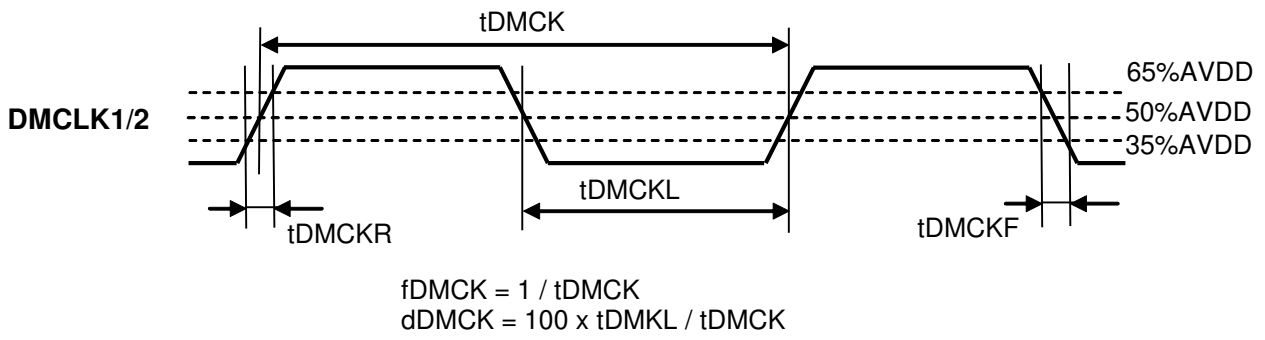 tDMCK
65%AVDD
DMCLK1/2
50%AVDD
35%AVDD
tDMCKL
tDMCKR
tDMCKF
fDMCK = 1 / tDMCK
dDMCK = 100 x tDMKL / tDMCK